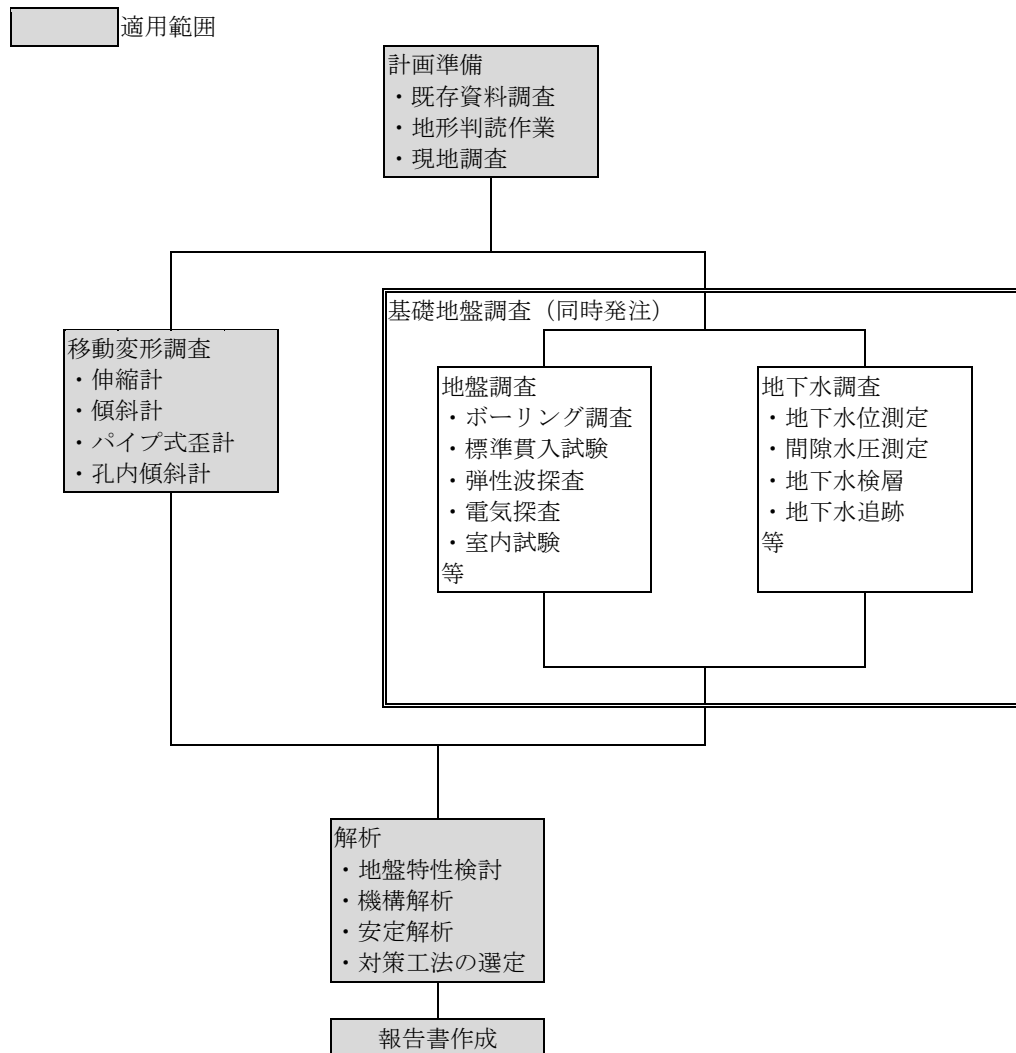 適用範囲
計画準備
・既存資料調査
・地形判読作業
・現地調査
基礎地盤調査（同時発注）
移動変形調査
・伸縮計
・傾斜計
・パイプ式歪計
・孔内傾斜計
地盤調査
・ボーリング調査
・標準貫入試験
・弾性波探査
・電気探査
・室内試験
等
地下水調査
・地下水位測定
・間隙水圧測定
・地下水検層
・地下水追跡
等
解析
・地盤特性検討
・機構解析
・安定解析
・対策工法の選定
報告書作成